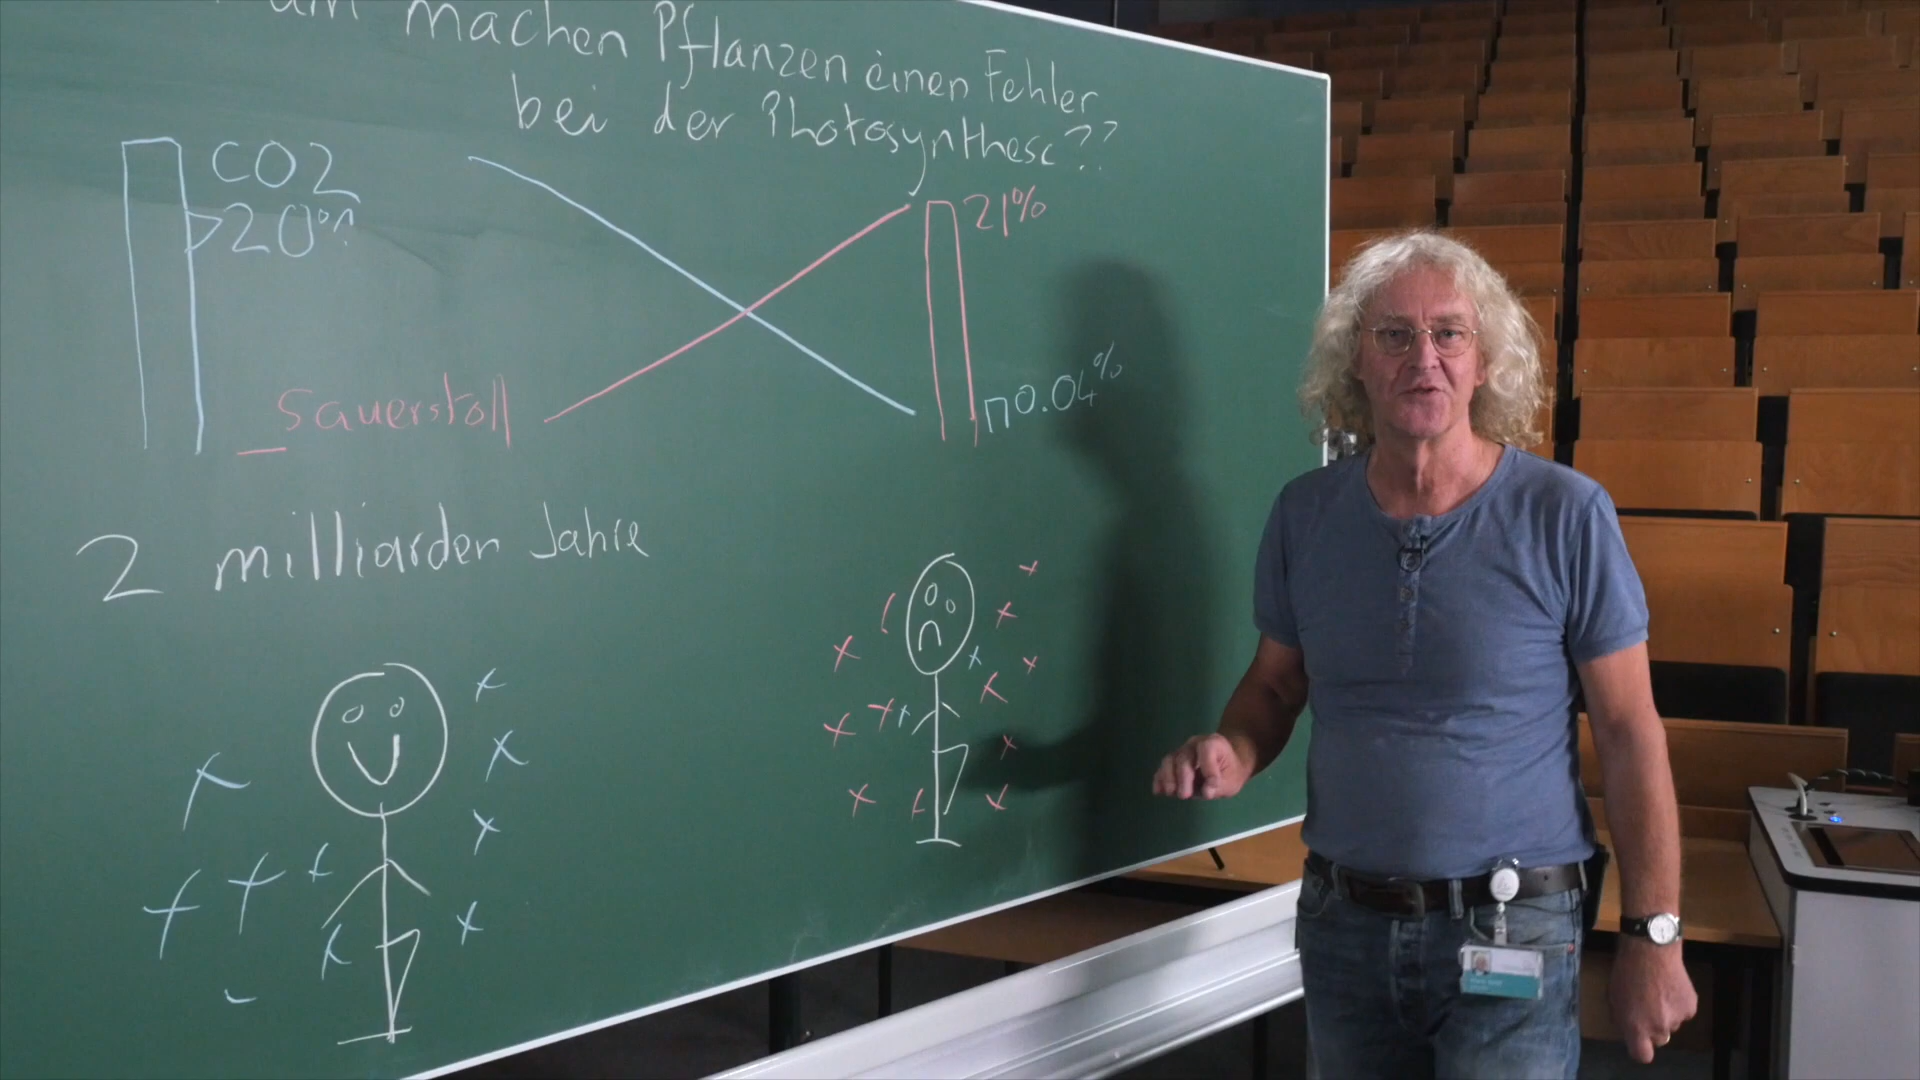 machen Pflanzen einen Fehler
bei der Photosynthese??
CO2
>20%
21%
0.04%
Sauerstoff
2 milliarden Jahre